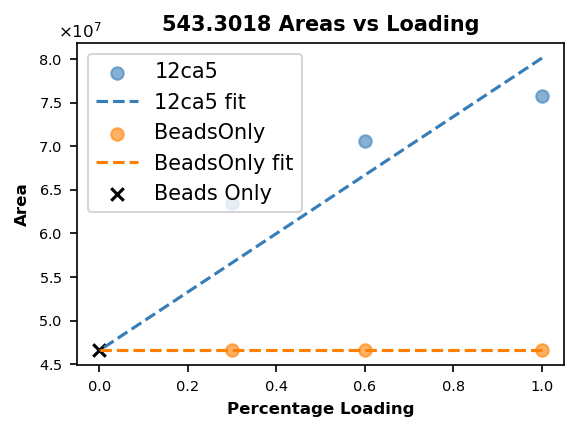 543.3018 Areas vs Loading
×10⁷
8.0
7.5
7.0
6.5
6.0
5.5
5.0
4.5
Area
12ca5
12ca5 fit
BeadsOnly
BeadsOnly fit
Beads Only
0.0 0.2 0.4 0.6 0.8 1.0
Percentage Loading